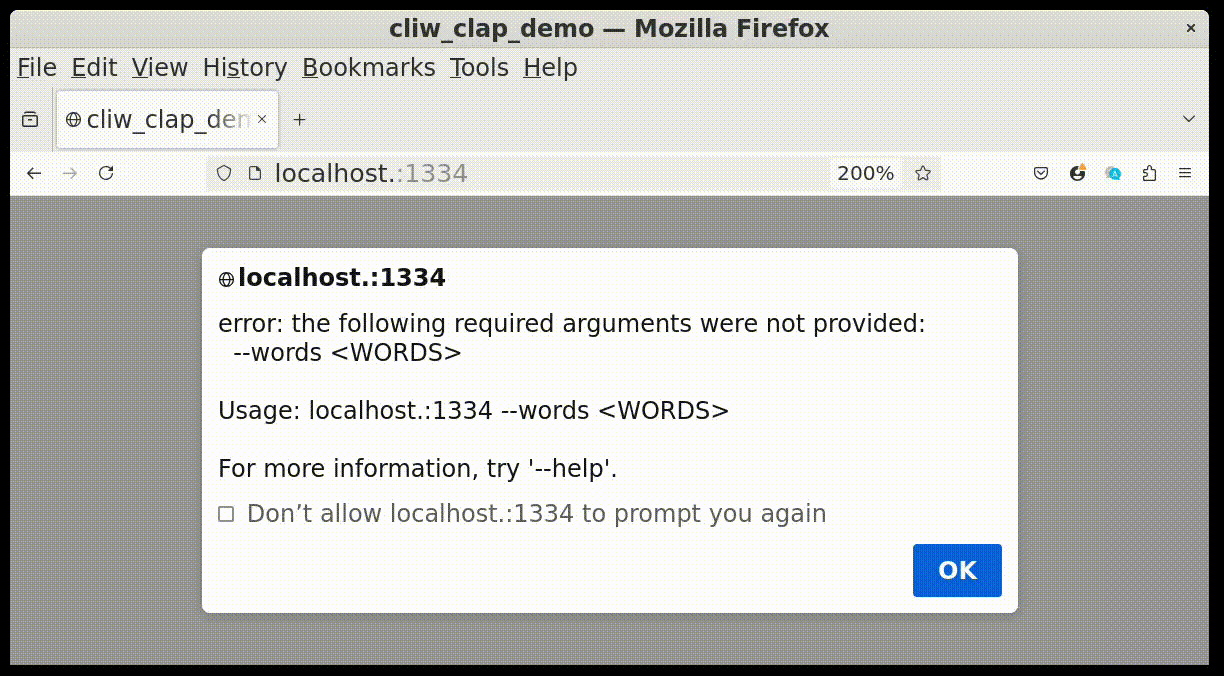 cliw_clap_demo — Mozilla Firefox
File Edit View History Bookmarks Tools Help
cliw_clap_den
localhost.:1334 200%
localhost.:1334
error: the following required arguments were not provided:
--words <WORDS>
Usage: localhost.:1334 --words <WORDS>
For more information, try '--help'.
Don’t allow localhost.:1334 to prompt you again
OK